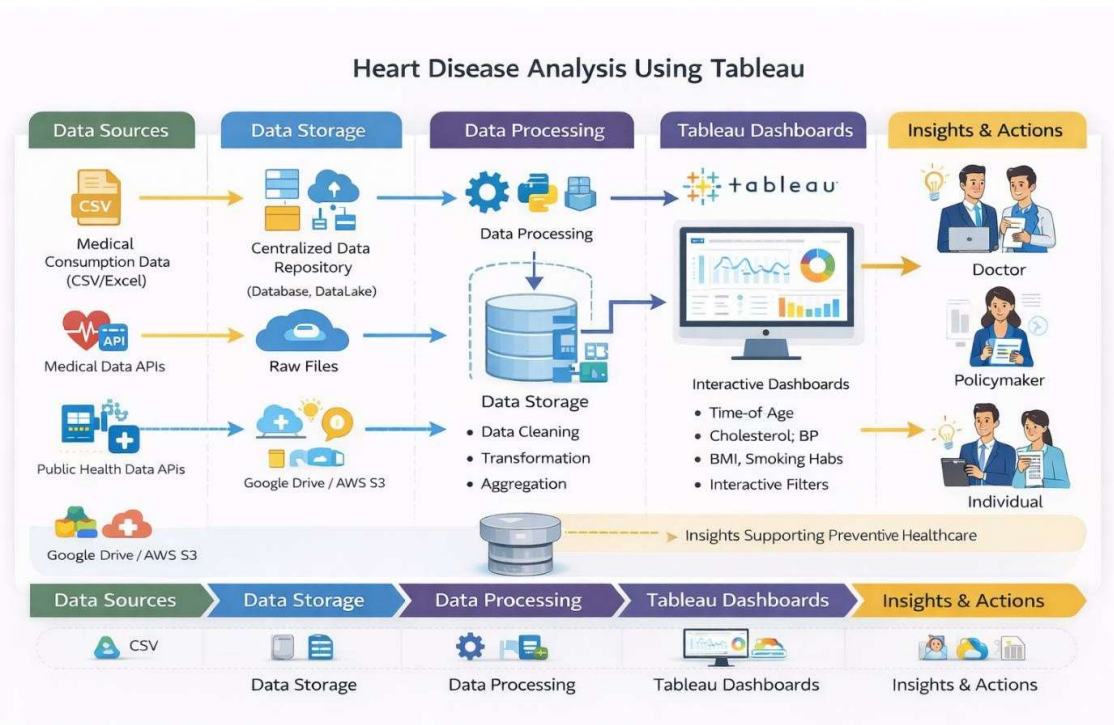 Heart Disease Analysis Using Tableau
Data Sources
Data Storage
Data Processing
Tableau Dashboards
Insights & Actions
CSV
Medical
Consumption Data
(CSV/Excel)
API
Medical Data APIs
Public Health Data APIs
Google Drive / AWS S3
Centralized Data
Repository
(Database, DataLake)
Raw Files
Google Drive / AWS S3
Data Processing
Data Storage
• Data Cleaning
• Transformation
• Aggregation
tableau
Interactive Dashboards
• Time-of Age
• Cholesterol; BP
• BMI, Smoking Habs
• Interactive Filters
Doctor
Policymaker
Individual
Insights Supporting Preventive Healthcare
Data Sources
Data Storage
Data Processing
Tableau Dashboards
Insights & Actions
CSV
Data Storage
Data Processing
Tableau Dashboards
Insights & Actions